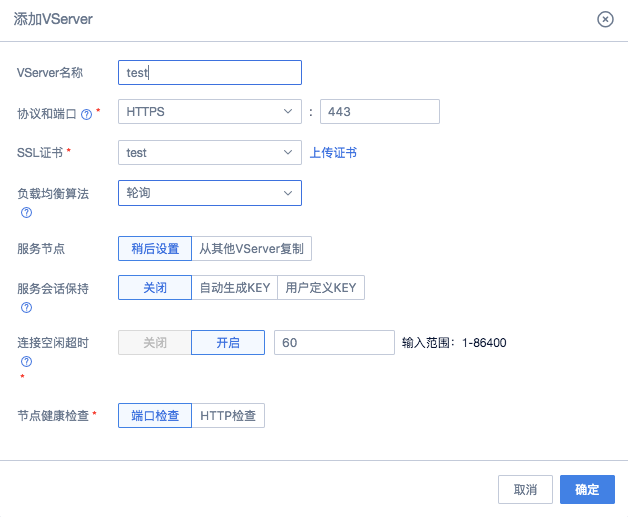 添加VServer
VServer名称 test
协议和端口 * HTTPS : 443
SSL证书 * test 上传证书
负载均衡算法 轮询
服务节点 稍后设置 从其他VServer复制
服务会话保持 关闭 自动生成KEY 用户定义KEY
连接空闲超时 * 关闭 开启 60 输入范围：1-86400
节点健康检查 * 端口检查 HTTP检查
取消 确定